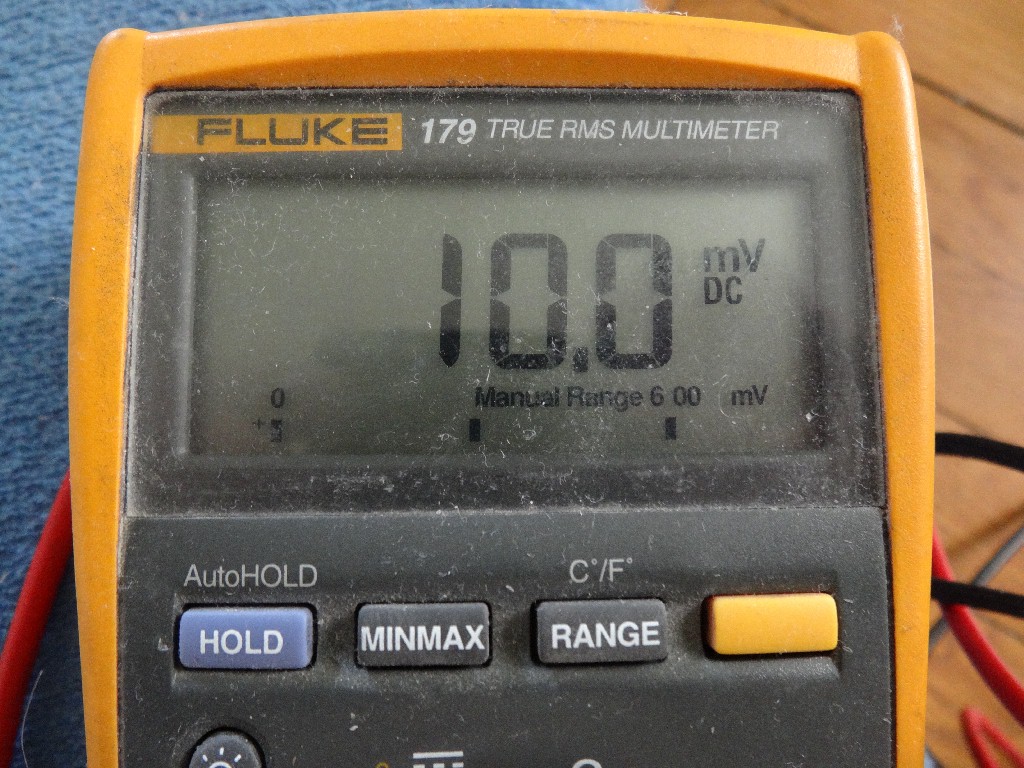 FLUKE 179 TRUE RMS MULTIMETER
10.0 mV
DC
0 Manual Range 6 00 mV
AutoHOLD C°/F°
HOLD MINMAX RANGE